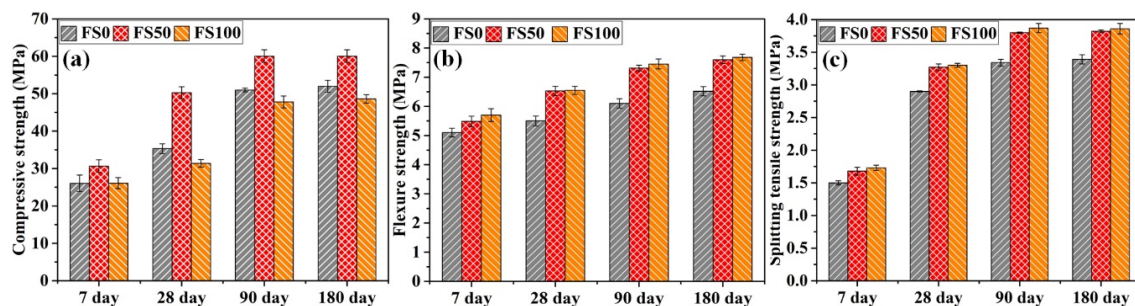 Compressive strength (MPa)
70
60
50
40
30
20
10
0
FS0 FS50 FS100
(a)
7 day 28 day 90 day 180 day
Flexure strength (MPa)
9
8
7
6
5
4
3
2
1
0
FS0 FS50 FS100
(b)
7 day 28 day 90 day 180 day
Splitting tensile strength (MPa)
4.0
3.5
3.0
2.5
2.0
1.5
1.0
0.5
0.0
FS0 FS50 FS100
(c)
7 day 28 day 90 day 180 day